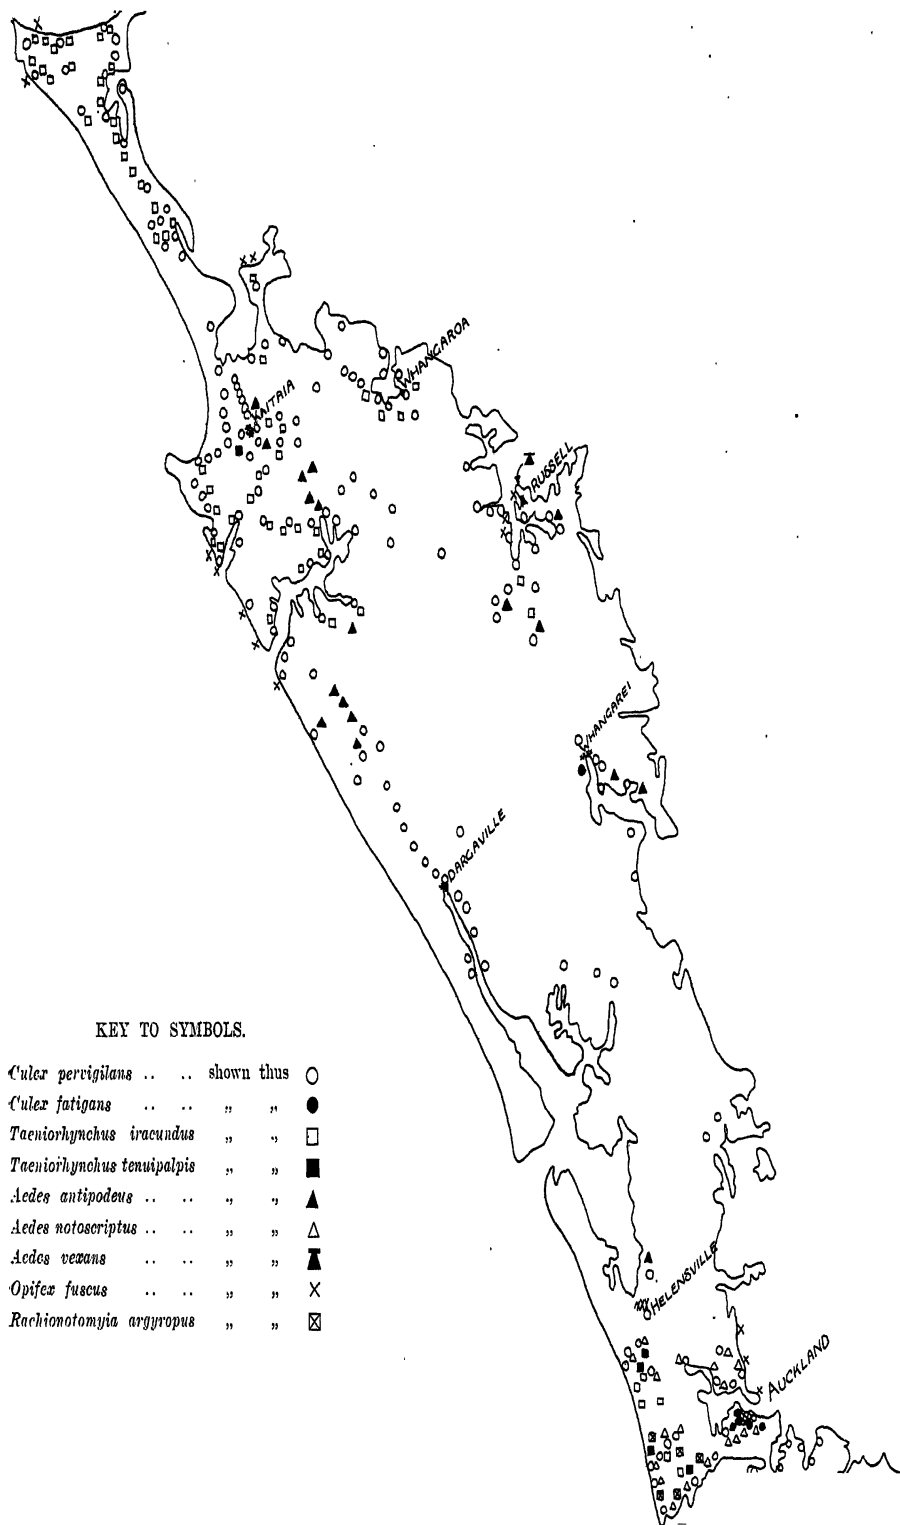 WHANGAROA
KAITAIA
RUSSELL
WHANGAREI
DARGAVILLE
KEY TO SYMBOLS.
Culex pervigilans .. .. shown thus
Culex fatigans .. .. „ „
Taeniorhynchus iracundus „ „
Taeniorhynchus tenuipalpis „ „
Aedes antipodeus .. .. „ „
Aedes notoscriptus .. .. „ „
Aedes vexans .. .. „ „
Opifex fuscus .. .. „ „
Rachionotomyia argyropus „ „
HELENSVILLE
AUCKLAND